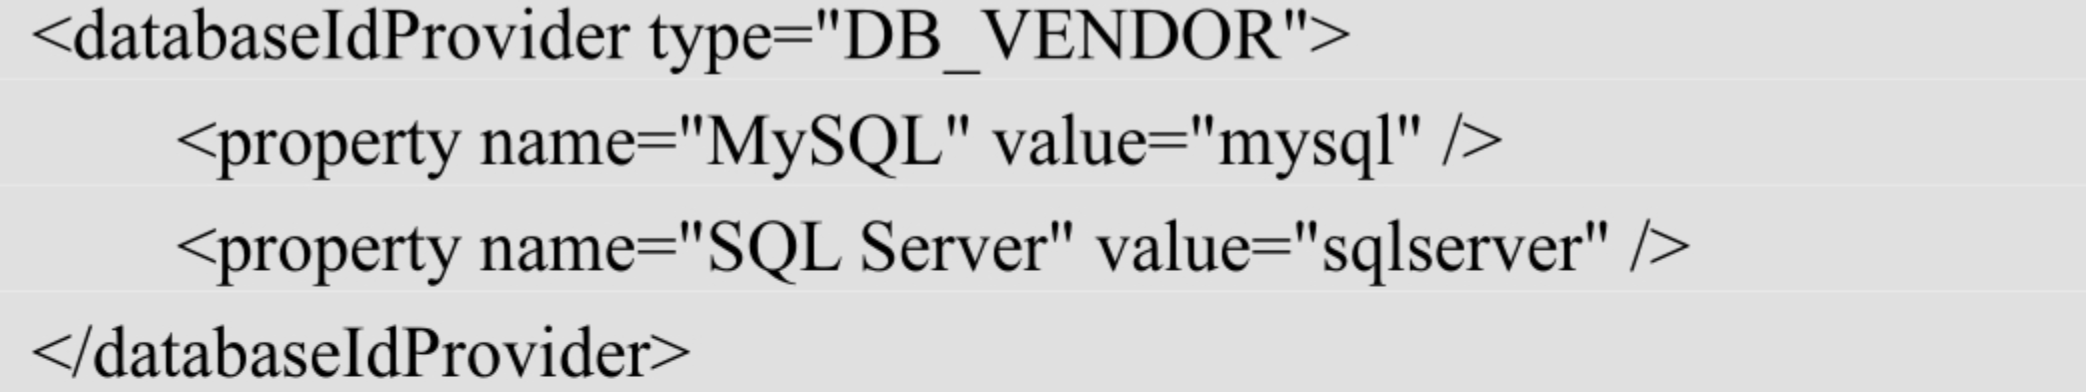 <databaseIdProvider type="DB_VENDOR">
<property name="MySQL" value="mysql" />
<property name="SQL Server" value="sqlserver" />
</databaseIdProvider>